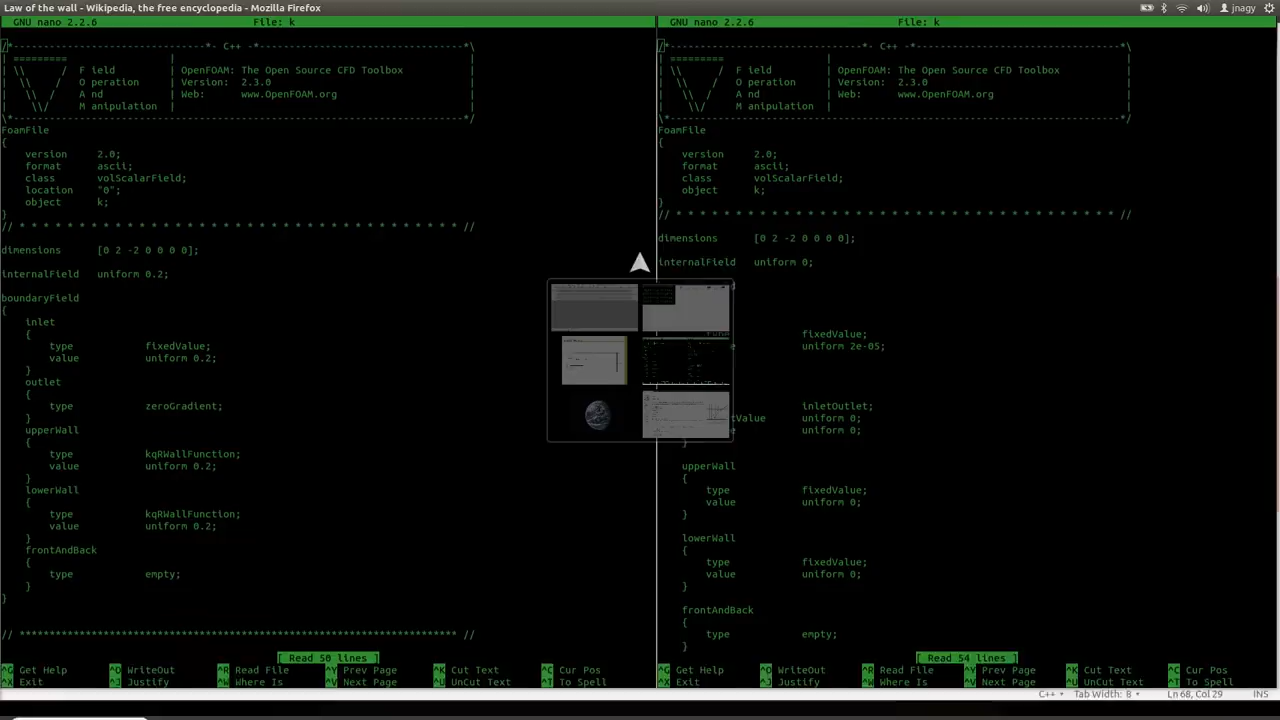 Law of the wall - Wikipedia, the free encyclopedia - Mozilla Firefox
jnagy
GNU nano 2.2.6 File: k
/*--------------------------------*- C++ -*----------------------------------*\
| ========= |
| \\ / F ield | OpenFOAM: The Open Source CFD Toolbox |
| \\ / O peration | Version: 2.3.0 |
| \\ / A nd | Web: www.OpenFOAM.org |
| \\/ M anipulation | |
\*---------------------------------------------------------------------------*/
FoamFile
{
version 2.0;
format ascii;
class volScalarField;
location "0";
object k;
}
// * * * * * * * * * * * * * * * * * * * * * * * * * * * * * * * * * * * * * //
dimensions [0 2 -2 0 0 0 0];
internalField uniform 0.2;
boundaryField
{
inlet
{
type fixedValue;
value uniform 0.2;
}
outlet
{
type zeroGradient;
}
upperWall
{
type kqRWallFunction;
value uniform 0.2;
}
lowerWall
{
type kqRWallFunction;
value uniform 0.2;
}
frontAndBack
{
type empty;
}
}
// ************************************************************************* //
[ Read 50 lines ]
^G Get Help ^O WriteOut ^R Read File ^Y Prev Page ^K Cut Text ^C Cur Pos
^X Exit ^J Justify ^W Where Is ^V Next Page ^U UnCut Text ^T To Spell
GNU nano 2.2.6 File: k
/*--------------------------------*- C++ -*----------------------------------*\
| ========= |
| \\ / F ield | OpenFOAM: The Open Source CFD Toolbox |
| \\ / O peration | Version: 2.3.0 |
| \\ / A nd | Web: www.OpenFOAM.org |
| \\/ M anipulation | |
\*---------------------------------------------------------------------------*/
FoamFile
{
version 2.0;
format ascii;
class volScalarField;
object k;
}
// * * * * * * * * * * * * * * * * * * * * * * * * * * * * * * * * * * * * * //
dimensions [0 2 -2 0 0 0 0];
internalField uniform 0;
fixedValue;
uniform 2e-05;
inletOutlet;
uniform 0;
uniform 0;
}
upperWall
{
type fixedValue;
value uniform 0;
}
lowerWall
{
type fixedValue;
value uniform 0;
}
frontAndBack
{
type empty;
}
[ Read 54 lines ]
^G Get Help ^O WriteOut ^R Read File ^Y Prev Page ^K Cut Text ^C Cur Pos
^X Exit ^J Justify ^W Where Is ^V Next Page ^U UnCut Text ^T To Spell
C++ Tab Width: 8 Ln 68, Col 29 INS